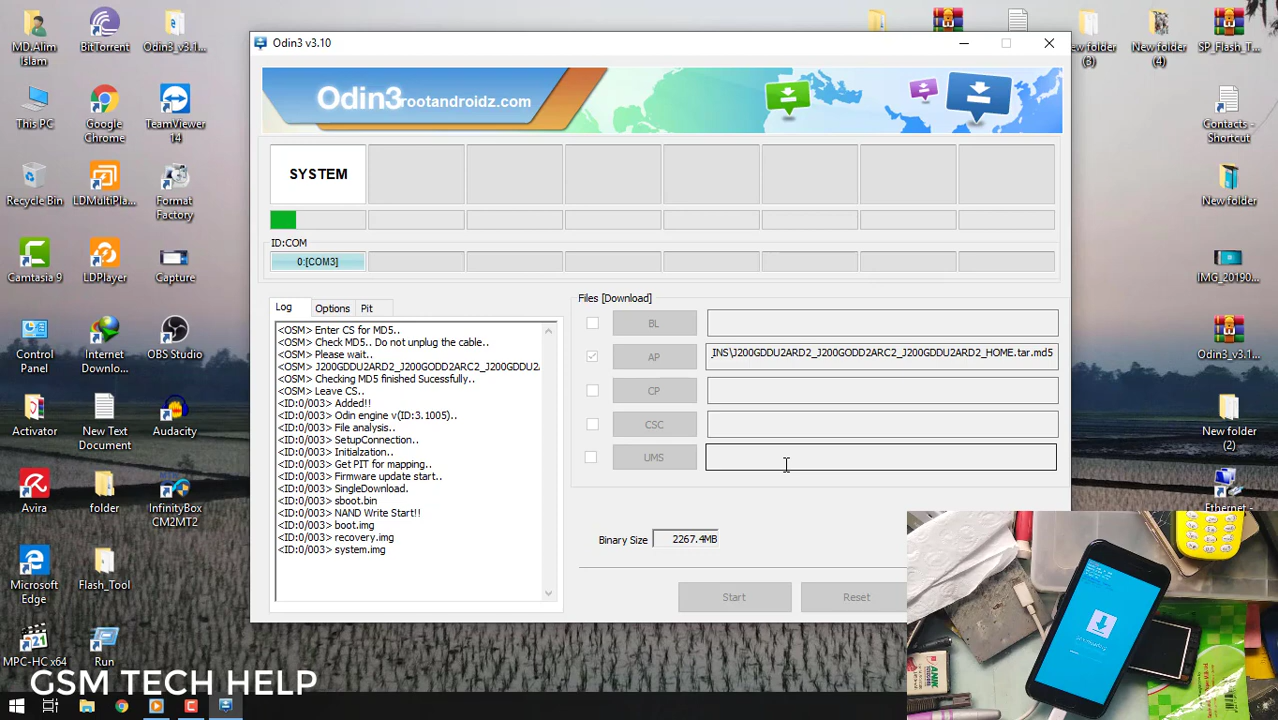 MD.Alim
Islam
BitTorrent
Odin3_v3.1...
This PC
Google
Chrome
TeamViewer
14
Recycle Bin
LDMultiPla...
Format
Factory
Camtasia 9
LDPlayer
Capture
Control
Panel
Internet
Downlo...
OBS Studio
Activator
New Text
Document
Audacity
Avira
folder
InfinityBox
CM2MT2
Microsoft
Edge
Flash_Tool
MPC-HC x64
Run
Odin3 v3.10
Odin3
rootandroidz.com
SYSTEM
ID:COM
0:[COM3]
Log
Options
Pit
<OSM> Enter CS for MD5..
<OSM> Check MD5.. Do not unplug the cable..
<OSM> Please wait..
<OSM> J200GDDU2ARD2_J200GODD2ARC2_J200GDDU2
<OSM> Checking MD5 finished Sucessfully..
<OSM> Leave CS..
<ID:0/003> Added!!
<ID:0/003> Odin engine v(ID:3.1005)..
<ID:0/003> File analysis..
<ID:0/003> SetupConnection..
<ID:0/003> Initialzation..
<ID:0/003> Get PIT for mapping..
<ID:0/003> Firmware update start..
<ID:0/003> SingleDownload.
<ID:0/003> sboot.bin
<ID:0/003> NAND Write Start!!
<ID:0/003> boot.img
<ID:0/003> recovery.img
<ID:0/003> system.img
Files [Download]
BL
AP
INS\J200GDDU2ARD2_J200GODD2ARC2_J200GDDU2ARD2_HOME.tar.md5
CP
CSC
UMS
Binary Size
2267.4MB
Start
Reset
ew folder
(3)
New folder
(4)
SP_Flash_T...
Contacts -
Shortcut
New folder
IMG_20190...
Odin3_v3.1...
New folder
(2)
Ethernet -
GSM TECH HELP